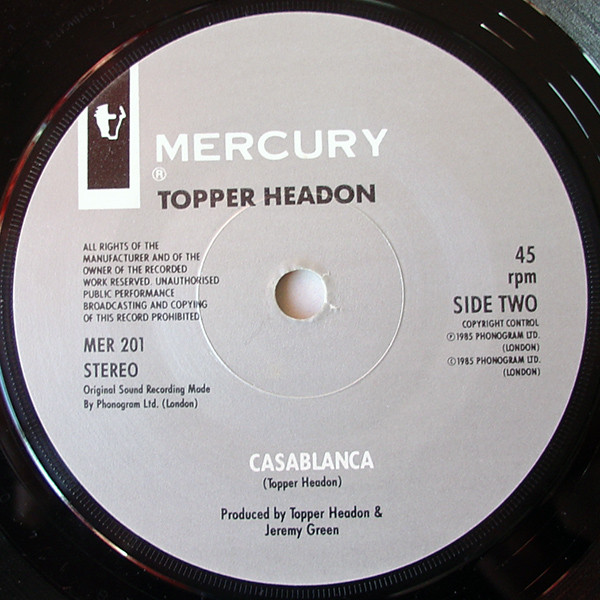 MERCURY
®
TOPPER HEADON
ALL RIGHTS OF THE
MANUFACTURER AND OF THE
OWNER OF THE RECORDED
WORK RESERVED. UNAUTHORISED
PUBLIC PERFORMANCE
BROADCASTING AND COPYING
OF THIS RECORD PROHIBITED
MER 201
STEREO
Original Sound Recording Made
By Phonogram Ltd. (London)
45
rpm
SIDE TWO
COPYRIGHT CONTROL
℗1985 PHONOGRAM LTD.
(LONDON)
©1985 PHONOGRAM LTD.
(LONDON)
CASABLANCA
(Topper Headon)
Produced by Topper Headon &
Jeremy Green